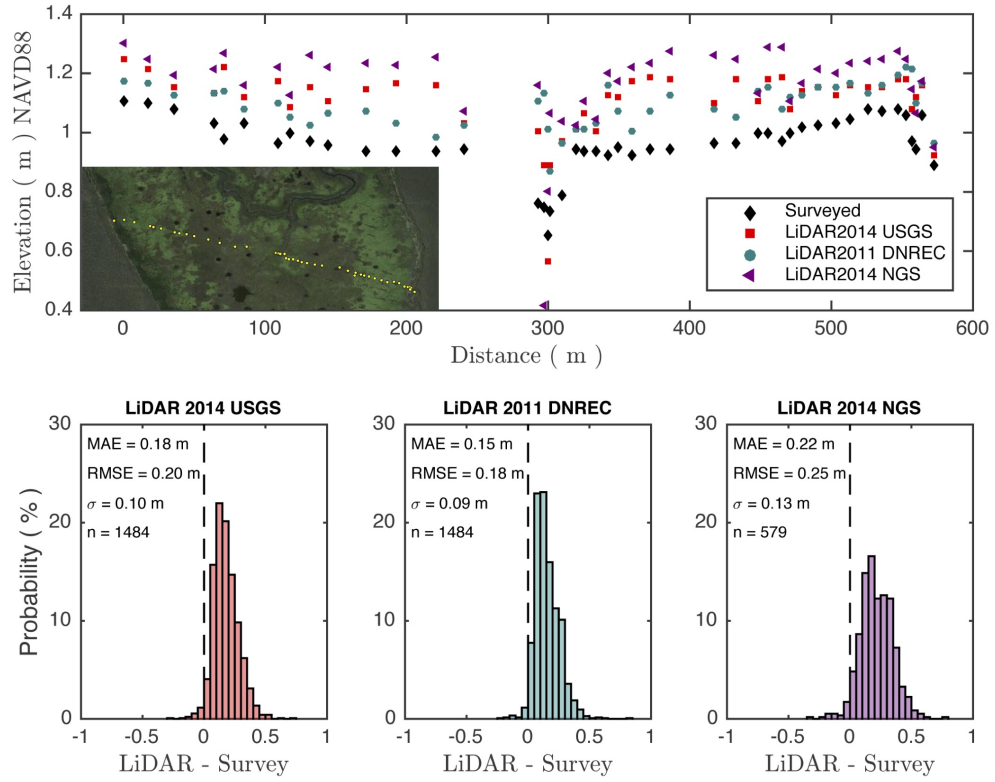 1.4
1.2
1
0.8
0.6
0.4
Elevation ( m ) NAVD88
Surveyed
LiDAR2014 USGS
LiDAR2011 DNREC
LiDAR2014 NGS
0
100
200
300
400
500
600
Distance ( m )
LiDAR 2014 USGS
30
20
10
0
Probability ( % )
MAE = 0.18 m
RMSE = 0.20 m
σ = 0.10 m
n = 1484
-1
-0.5
0
0.5
1
LiDAR - Survey
LiDAR 2011 DNREC
30
20
10
0
MAE = 0.15 m
RMSE = 0.18 m
σ = 0.09 m
n = 1484
-1
-0.5
0
0.5
1
LiDAR - Survey
LiDAR 2014 NGS
30
20
10
0
MAE = 0.22 m
RMSE = 0.25 m
σ = 0.13 m
n = 579
-1
-0.5
0
0.5
1
LiDAR - Survey